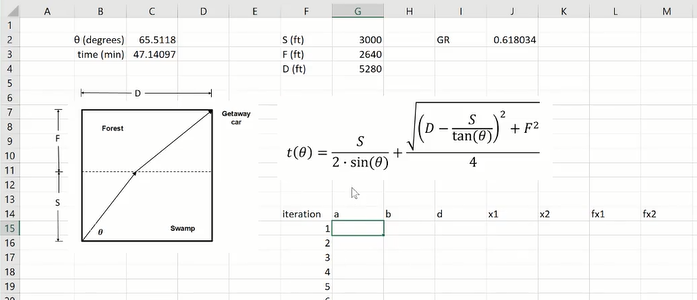 A B C D E F G H I J K L M
1
2 θ (degrees) 65.5118 S (ft) 3000 GR 0.618034
3 time (min) 47.14097 F (ft) 2640
4 D (ft) 5280
5
6 D
7 Getaway
8 Forest car
9 F
10 t(θ) = S / 2 · sin(θ) + √((D − S / tan(θ))² + F²) / 4
11
12
13 S
14 iteration a b d x1 x2 fx1 fx2
15 θ Swamp 1
16 2
17 3
18 4
19 5